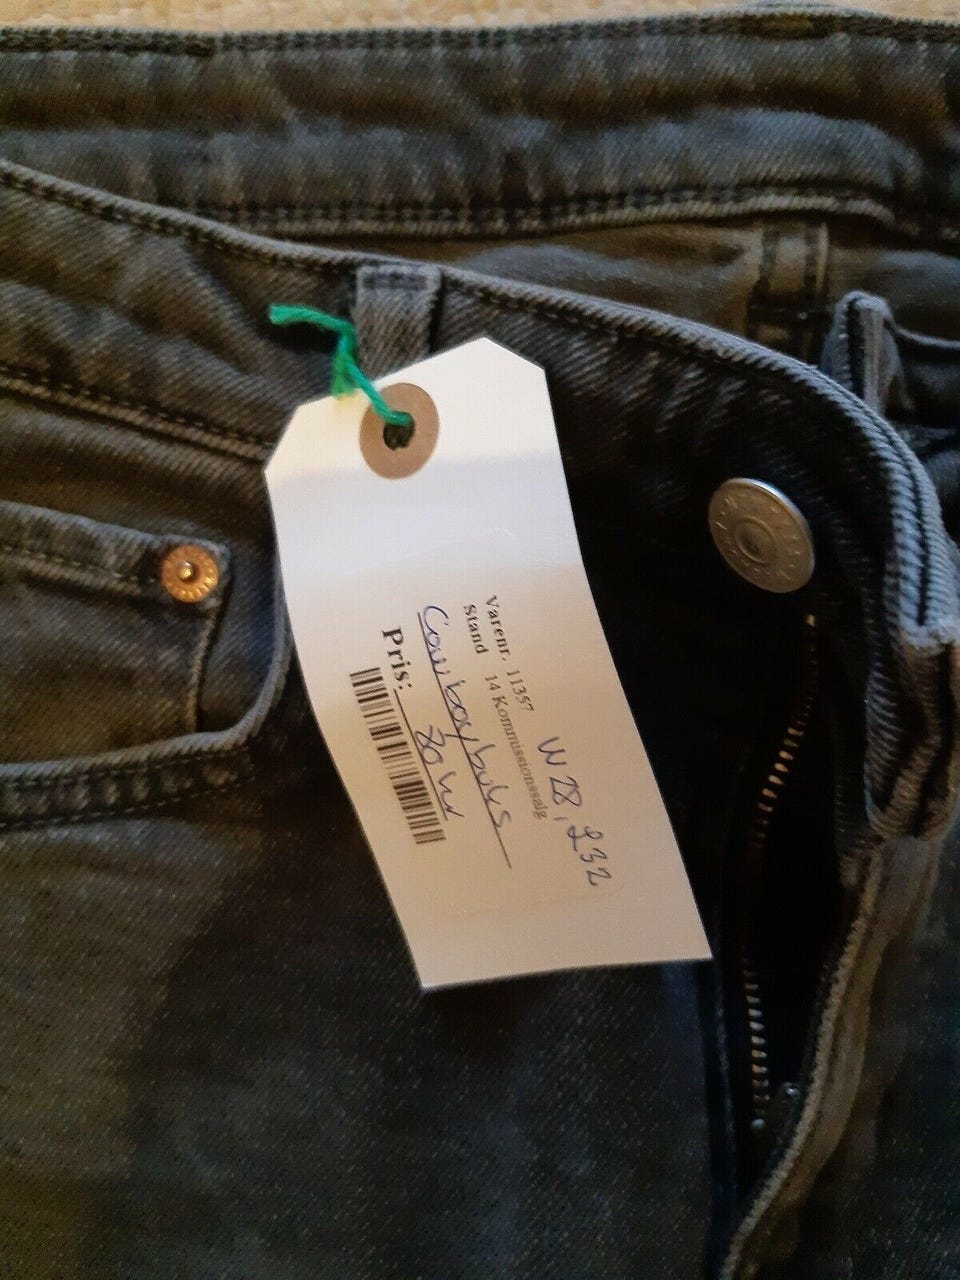 Varenr. 11357
Stand 14 Kommissionssalg
W28, L32
Cowboybuks
Pris: 80 kr